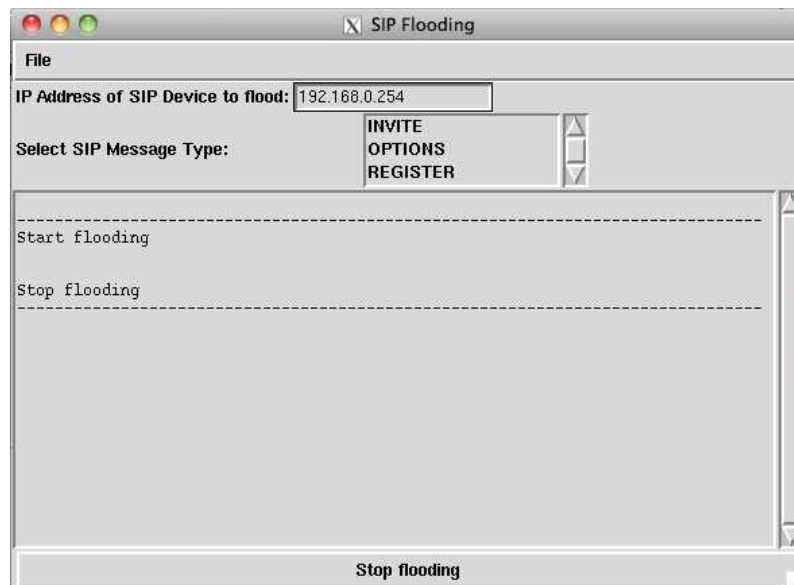 X SIP Flooding
File
IP Address of SIP Device to flood: 192.168.0.254
Select SIP Message Type:
INVITE
OPTIONS
REGISTER
--------------------------------------------------------------------------
Start flooding
Stop flooding
--------------------------------------------------------------------------
Stop flooding